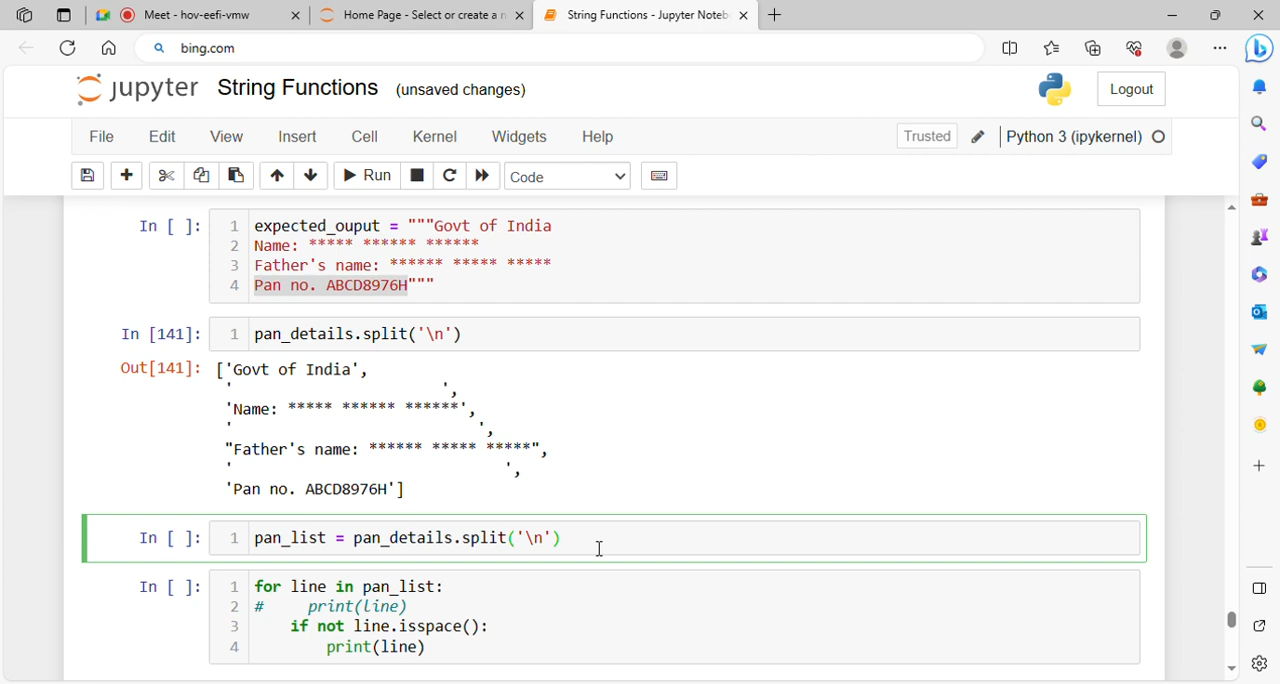 Meet - hov-eefi-vmw
Home Page - Select or create a n
String Functions - Jupyter Noteb
bing.com
jupyter String Functions (unsaved changes)
Logout
File Edit View Insert Cell Kernel Widgets Help
Trusted
Python 3 (ipykernel)
Run
Code
In [ ]: 1 expected_ouput = """Govt of India
2 Name: ***** ****** ******
3 Father's name: ****** ***** *****
4 Pan no. ABCD8976H"""
In [141]: 1 pan_details.split('\n')
Out[141]: ['Govt of India',
' ',
'Name: ***** ****** ******',
' ',
"Father's name: ****** ***** *****",
' ',
'Pan no. ABCD8976H']
In [ ]: 1 pan_list = pan_details.split('\n')
In [ ]: 1 for line in pan_list:
2 # print(line)
3 if not line.isspace():
4 print(line)